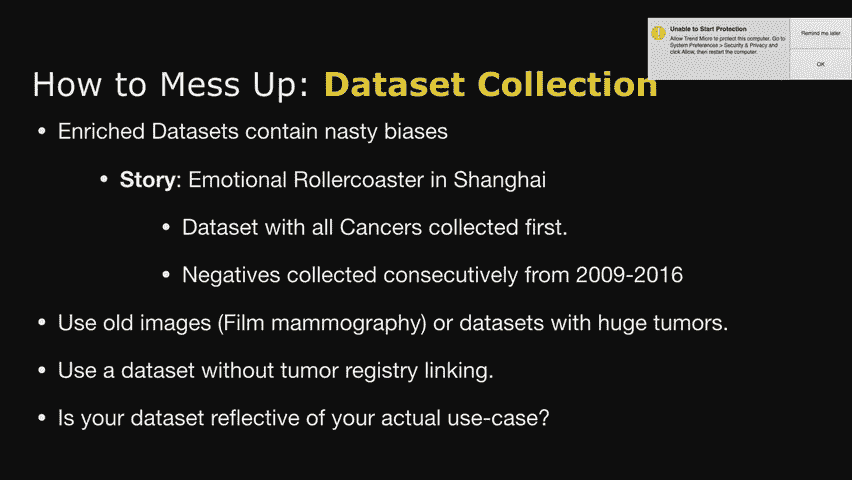 Unable to Start Protection
Allow Trend Micro to protect this computer. Go to
System Preferences > Security & Privacy and
click Allow, then restart the computer.
Remind me later
OK
How to Mess Up: Dataset Collection
• Enriched Datasets contain nasty biases
• Story: Emotional Rollercoaster in Shanghai
• Dataset with all Cancers collected first.
• Negatives collected consecutively from 2009-2016
• Use old images (Film mammography) or datasets with huge tumors.
• Use a dataset without tumor registry linking.
• Is your dataset reflective of your actual use-case?